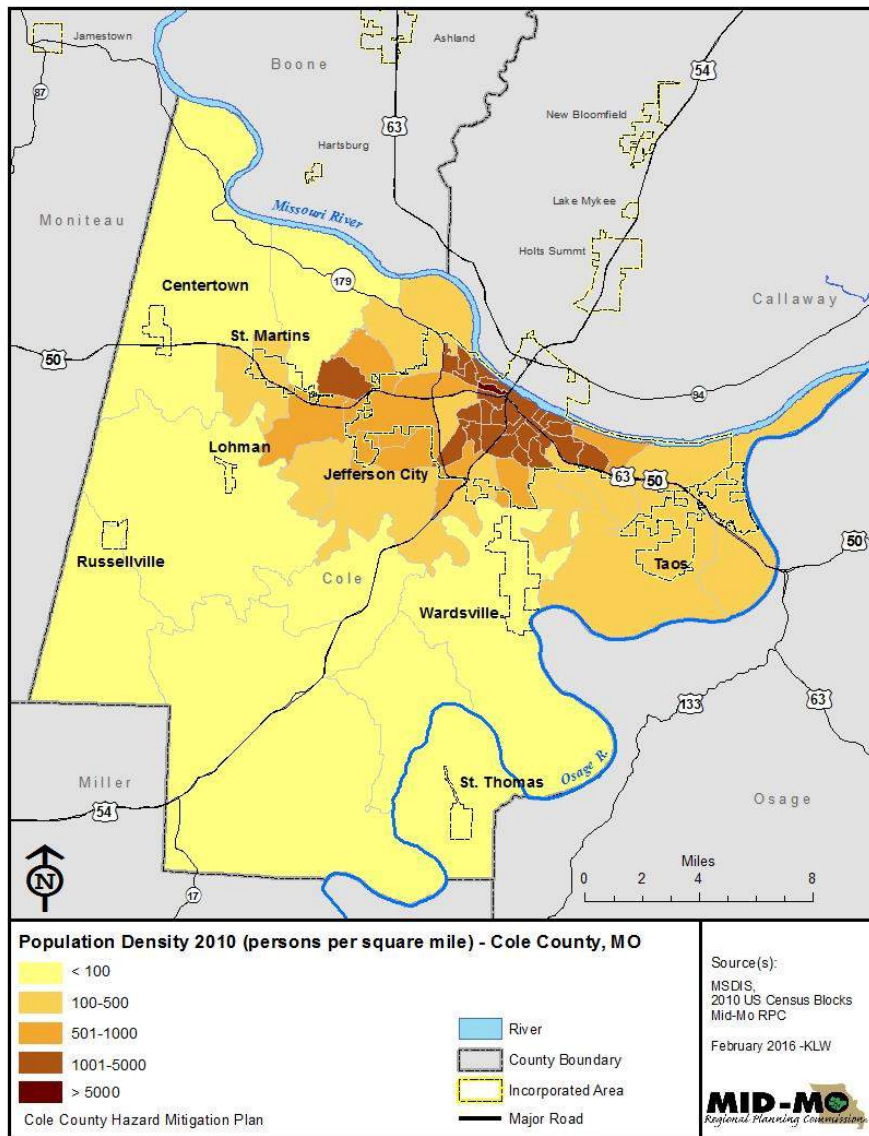 Jamestown
Ashland
Boone
54
87
63
New Bloomfield
Hartsburg
Lake Mykee
Missouri River
Moniteau
Holts Summt
Centertown
179
Callaway
St. Martins
50
94
Lohman
Jefferson City
63
50
Russellville
50
Taos
Cole
Wardsville
133
63
Osage R.
Miller
St. Thomas
54
Osage
Miles
N
17
0 2 4 8
Population Density 2010 (persons per square mile) - Cole County, MO
< 100
100-500
501-1000
1001-5000
> 5000
Cole County Hazard Mitigation Plan
River
County Boundary
Incorporated Area
Major Road
Source(s):
MSDIS,
2010 US Census Blocks
Mid-Mo RPC
February 2016 -KLW
MID-MO
Regional Planning Commission